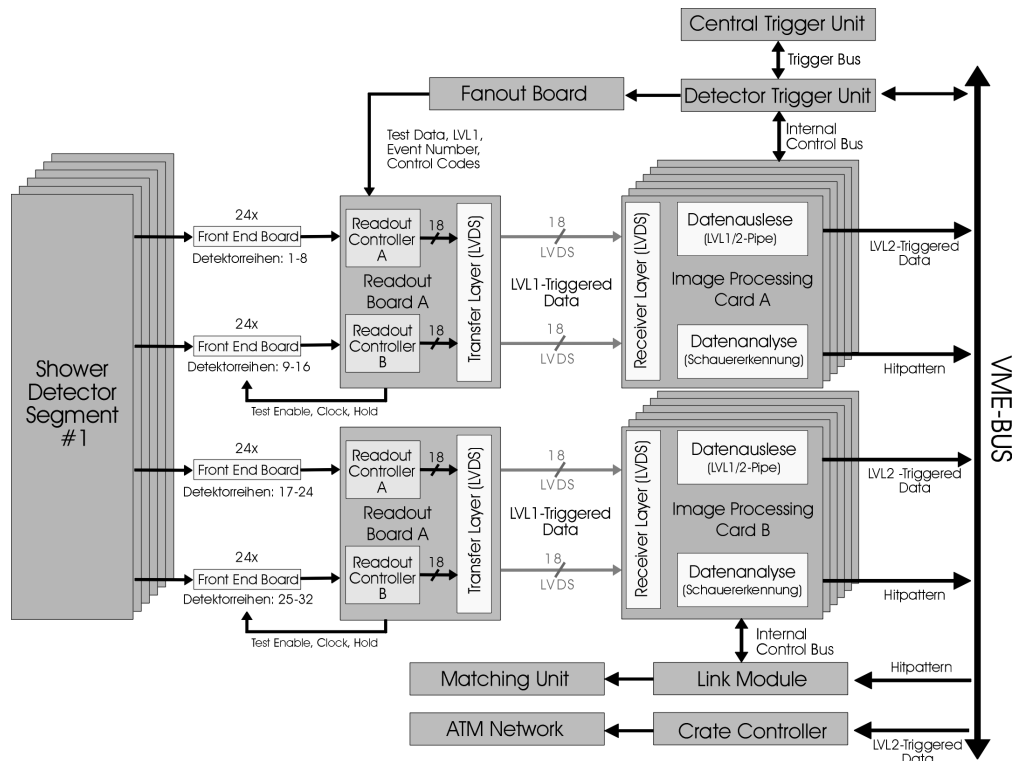 Central Trigger Unit
Trigger Bus
Fanout Board
Detector Trigger Unit
Test Data, LVL1,
Event Number,
Control Codes
Internal
Control Bus
Shower
Detector
Segment
#1
24x
Front End Board
Detektorreihen: 1-8
24x
Front End Board
Detektorreihen: 9-16
Test Enable, Clock, Hold
Readout
Controller
A
18
Readout
Board A
Readout
Controller
B
18
Transfer Layer (LVDS)
18
LVDS
LVL1-Triggered
Data
18
LVDS
Receiver Layer (LVDS)
Datenauslese
(LVL1/2-Pipe)
Image Processing
Card A
Datenanalyse
(Schauererkennung)
LVL2-Triggered
Data
Hitpattern
VME-BUS
24x
Front End Board
Detektorreihen: 17-24
24x
Front End Board
Detektorreihen: 25-32
Test Enable, Clock, Hold
Readout
Controller
A
18
Readout
Board A
Readout
Controller
B
18
Transfer Layer (LVDS)
18
LVDS
LVL1-Triggered
Data
18
LVDS
Receiver Layer (LVDS)
Datenauslese
(LVL1/2-Pipe)
Image Processing
Card B
Datenanalyse
(Schauererkennung)
LVL2 -Triggered
Data
Hitpattern
Internal
Control Bus
Matching Unit
Link Module
Hitpattern
ATM Network
Crate Controller
LVL2-Triggered
Data